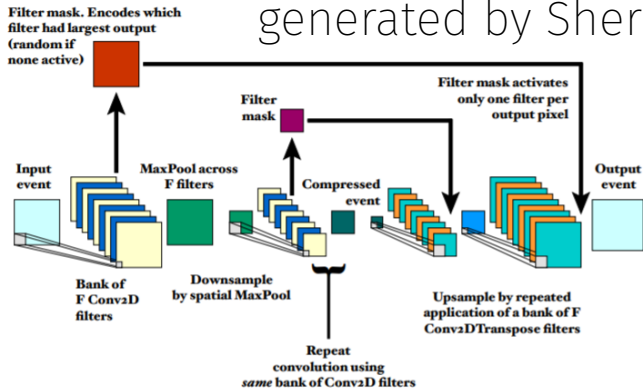 generated by Sher
Filter mask. Encodes which
filter had largest output
(random if
none active)
Filter mask activates
only one filter per
output pixel
Filter
mask
Input
event
MaxPool across
F filters
Compressed
event
Output
event
Bank of
F Conv2D
filters
Downsample
by spatial MaxPool
Upsample by repeated
application of a bank of F
Conv2DTranspose filters
Repeat
convolution using
same bank of Conv2D filters